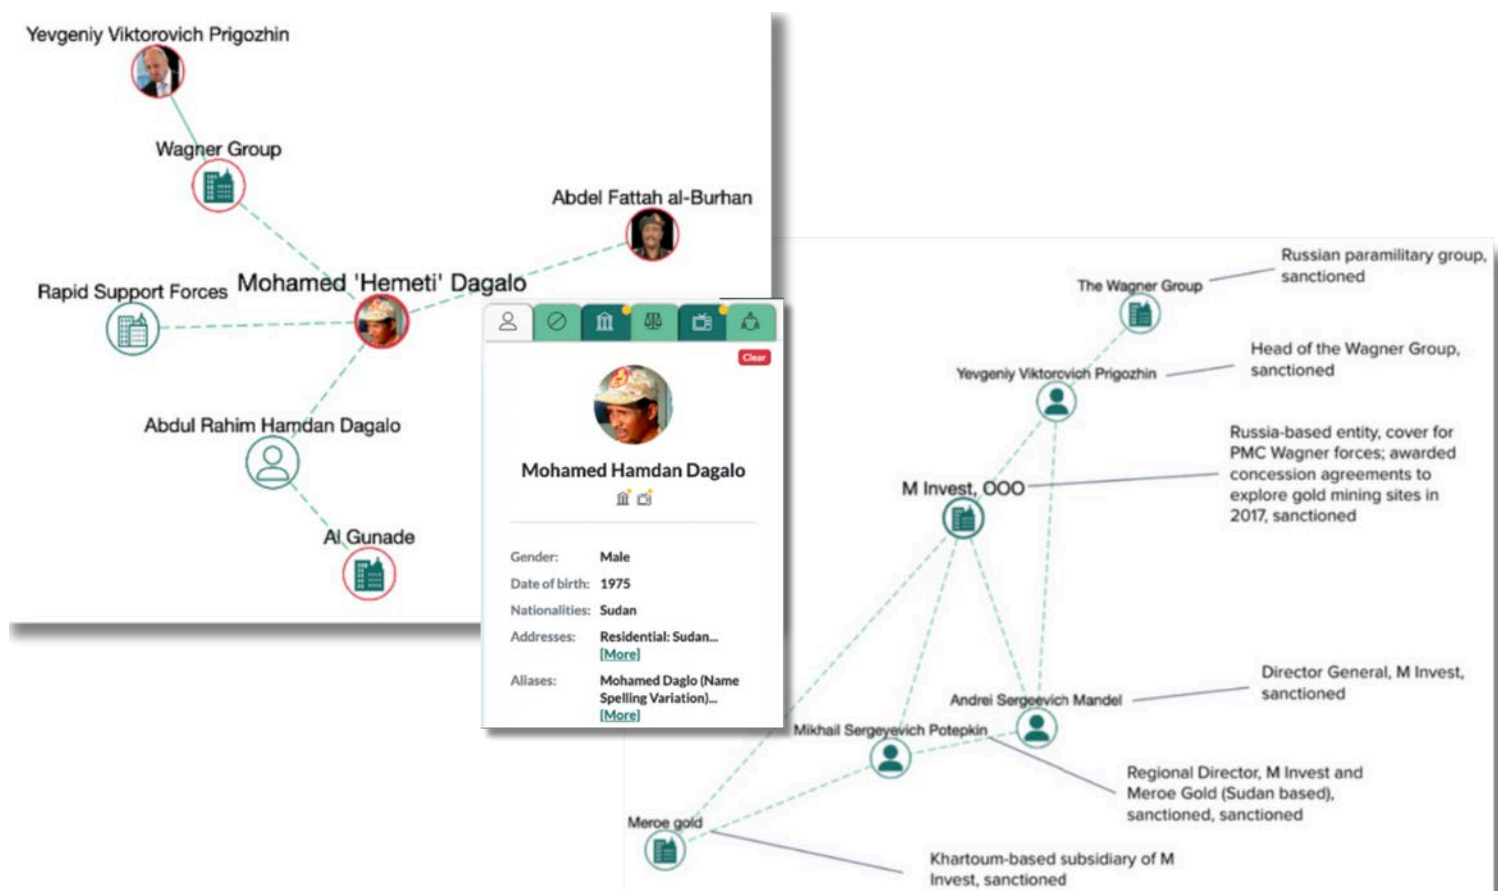 Yevgeniy Viktorovich Prigozhin
Wagner Group
Abdel Fattah al-Burhan
Rapid Support Forces
Mohamed 'Hemeti' Dagalo
Abdul Rahim Hamdan Dagalo
Al Gunade
Clear
Mohamed Hamdan Dagalo
Gender: Male
Date of birth: 1975
Nationalities: Sudan
Addresses: Residential: Sudan...
[More]
Aliases: Mohamed Daglo (Name
Spelling Variation)...
[More]
Russian paramilitary group,
sanctioned
The Wagner Group
Head of the Wagner Group,
sanctioned
Yevgeniy Viktorovich Prigozhin
Russia-based entity, cover for
PMC Wagner forces; awarded
concession agreements to
explore gold mining sites in
2017, sanctioned
M Invest, OOO
Director General, M Invest,
sanctioned
Andrei Sergeevich Mandel
Mikhail Sergeyevich Potepkin
Regional Director, M Invest and
Meroe Gold (Sudan based),
sanctioned, sanctioned
Meroe gold
Khartoum-based subsidiary of M
Invest, sanctioned